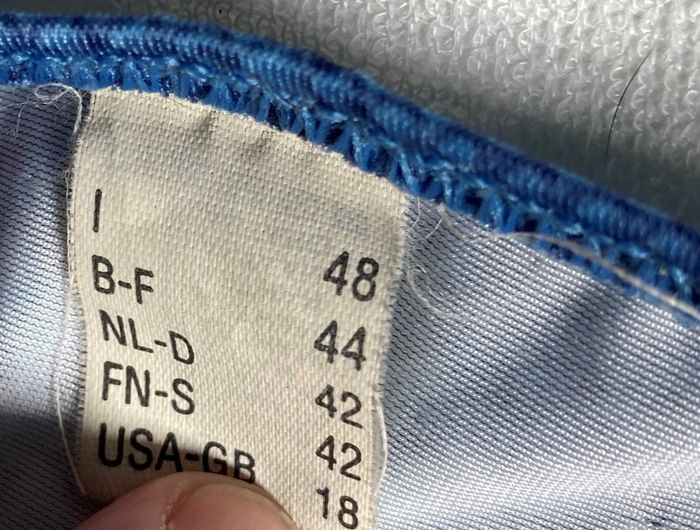 I 48
B-F 44
NL-D 42
FN-S 42
USA-GB 18